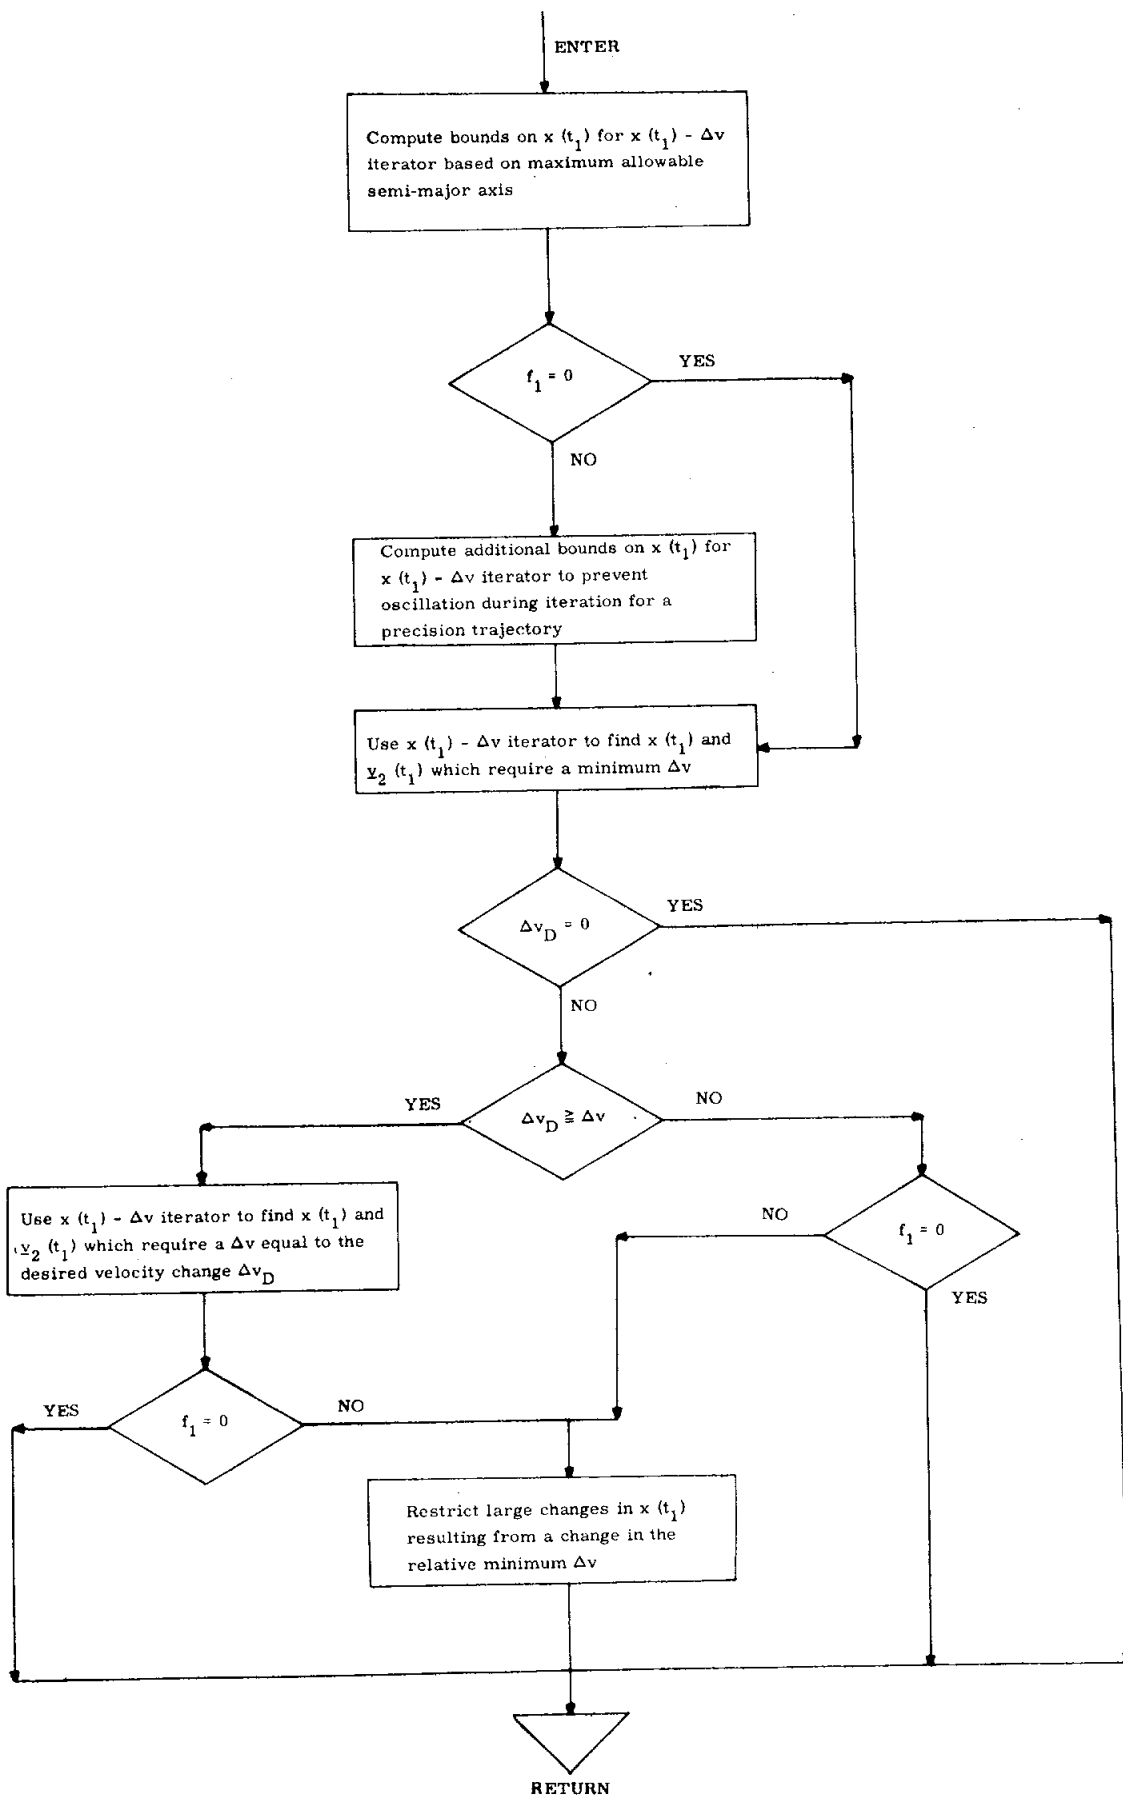 ENTER
Compute bounds on x (t₁) for x (t₁) - Δv
iterator based on maximum allowable
semi-major axis
f₁ = 0
YES
NO
Compute additional bounds on x (t₁) for
x (t₁) - Δv iterator to prevent
oscillation during iteration for a
precision trajectory
Use x (t₁) - Δv iterator to find x (t₁) and
v̲₂ (t₁) which require a minimum Δv
Δv_D = 0
YES
NO
Δv_D ≧ Δv
YES
NO
Use x (t₁) - Δv iterator to find x (t₁) and
v̲₂ (t₁) which require a Δv equal to the
desired velocity change Δv_D
f₁ = 0
NO
YES
f₁ = 0
YES
NO
Restrict large changes in x (t₁)
resulting from a change in the
relative minimum Δv
RETURN